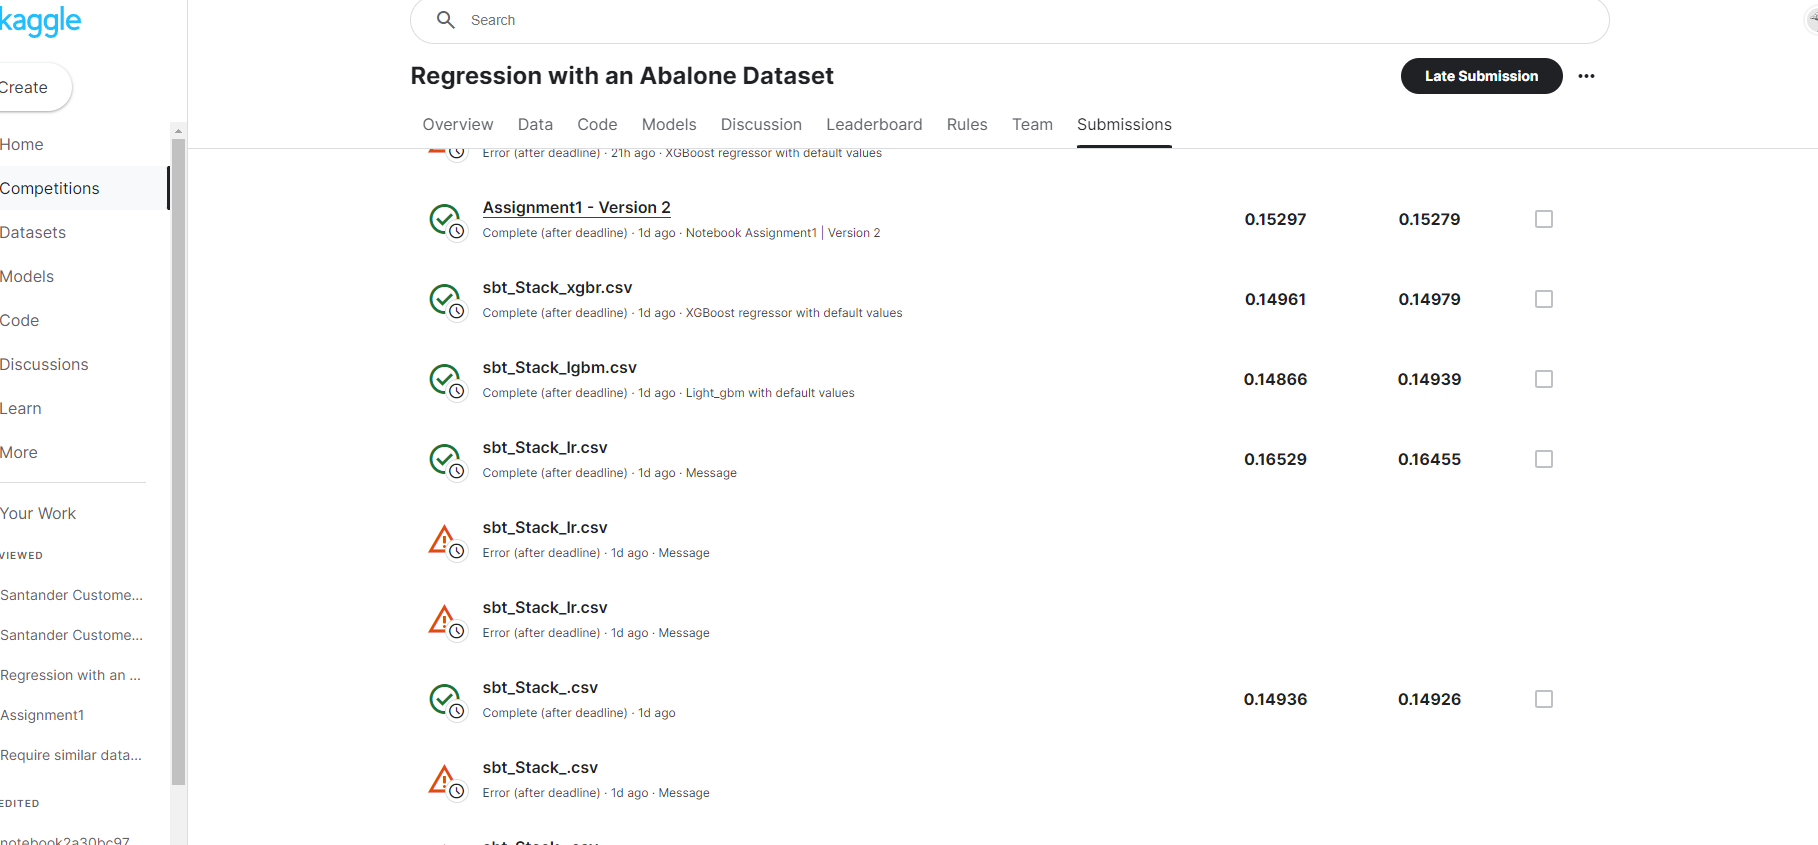 kaggle
Search
Create
Regression with an Abalone Dataset
Late Submission
Overview Data Code Models Discussion Leaderboard Rules Team Submissions
Home
Competitions
Datasets
Models
Code
Discussions
Learn
More
Your Work
VIEWED
Santander Custome...
Santander Custome...
Regression with an ...
Assignment1
Require similar data...
EDITED
notebook2a30bc97
Error (after deadline) · 21h ago · XGBoost regressor with default values
Assignment1 - Version 2
Complete (after deadline) · 1d ago · Notebook Assignment1 | Version 2
0.15297 0.15279
sbt_Stack_xgbr.csv
Complete (after deadline) · 1d ago · XGBoost regressor with default values
0.14961 0.14979
sbt_Stack_lgbm.csv
Complete (after deadline) · 1d ago · Light_gbm with default values
0.14866 0.14939
sbt_Stack_lr.csv
Complete (after deadline) · 1d ago · Message
0.16529 0.16455
sbt_Stack_lr.csv
Error (after deadline) · 1d ago · Message
sbt_Stack_lr.csv
Error (after deadline) · 1d ago · Message
sbt_Stack_.csv
Complete (after deadline) · 1d ago
0.14936 0.14926
sbt_Stack_.csv
Error (after deadline) · 1d ago · Message